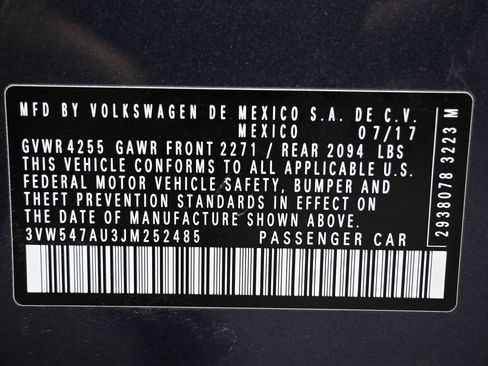 MFD BY VOLKSWAGEN DE MEXICO S.A. DE C.V.
MEXICO 07/17
GVWR 4255 GAWR FRONT 2271 / REAR 2094 LBS
THIS VEHICLE CONFORMS TO ALL APPLICABLE U.S.
FEDERAL MOTOR VEHICLE SAFETY, BUMPER AND
THEFT PREVENTION STANDARDS IN EFFECT ON
THE DATE OF MANUFACTURE SHOWN ABOVE.
3VW547AU3JM252485 PASSENGER CAR
2938078 3223 M